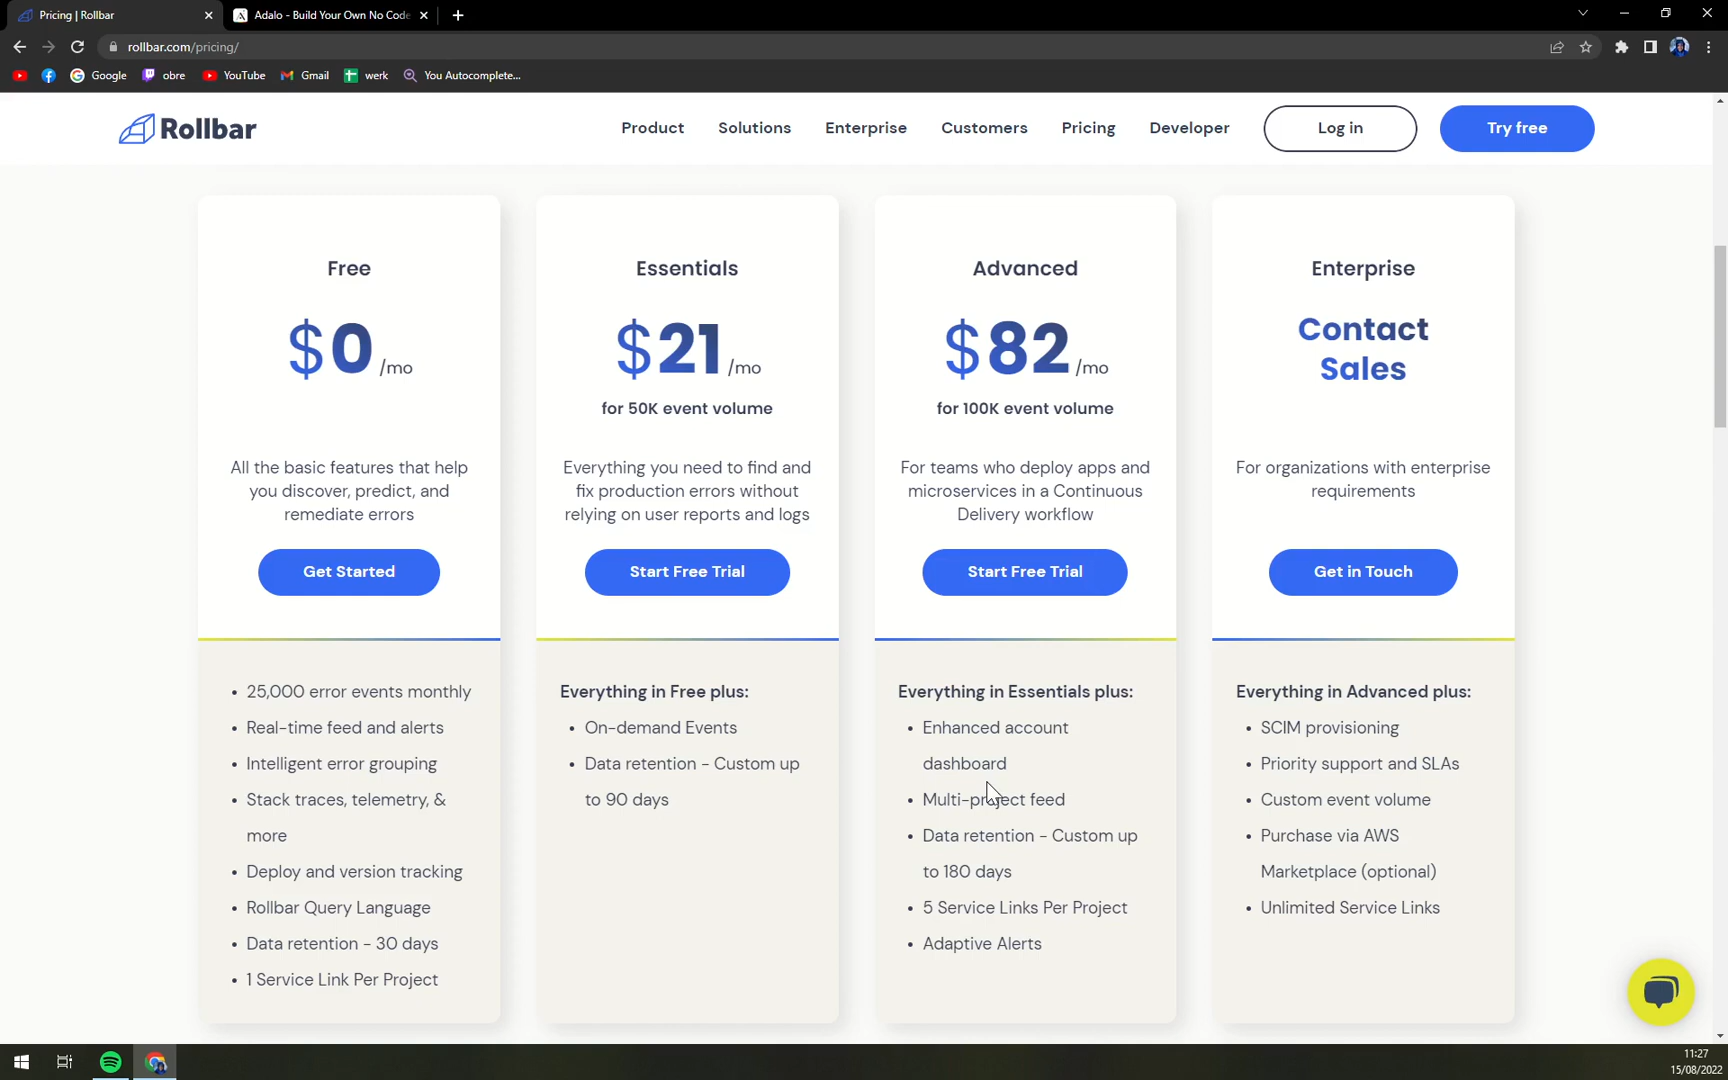 Pricing | Rollbar
Adalo - Build Your Own No Code
rollbar.com/pricing/
Google
obre
YouTube
Gmail
werk
You Autocomplete...
Rollbar
Product
Solutions
Enterprise
Customers
Pricing
Developer
Log in
Try free
Free
$0 /mo
All the basic features that help
you discover, predict, and
remediate errors
Get Started
• 25,000 error events monthly
• Real-time feed and alerts
• Intelligent error grouping
• Stack traces, telemetry, &
more
• Deploy and version tracking
• Rollbar Query Language
• Data retention - 30 days
• 1 Service Link Per Project
Essentials
$21 /mo
for 50K event volume
Everything you need to find and
fix production errors without
relying on user reports and logs
Start Free Trial
Everything in Free plus:
• On-demand Events
• Data retention - Custom up
to 90 days
Advanced
$82 /mo
for 100K event volume
For teams who deploy apps and
microservices in a Continuous
Delivery workflow
Start Free Trial
Everything in Essentials plus:
• Enhanced account
dashboard
• Multi-project feed
• Data retention - Custom up
to 180 days
• 5 Service Links Per Project
• Adaptive Alerts
Enterprise
Contact
Sales
For organizations with enterprise
requirements
Get in Touch
Everything in Advanced plus:
• SCIM provisioning
• Priority support and SLAs
• Custom event volume
• Purchase via AWS
Marketplace (optional)
• Unlimited Service Links
11:27
15/08/2022